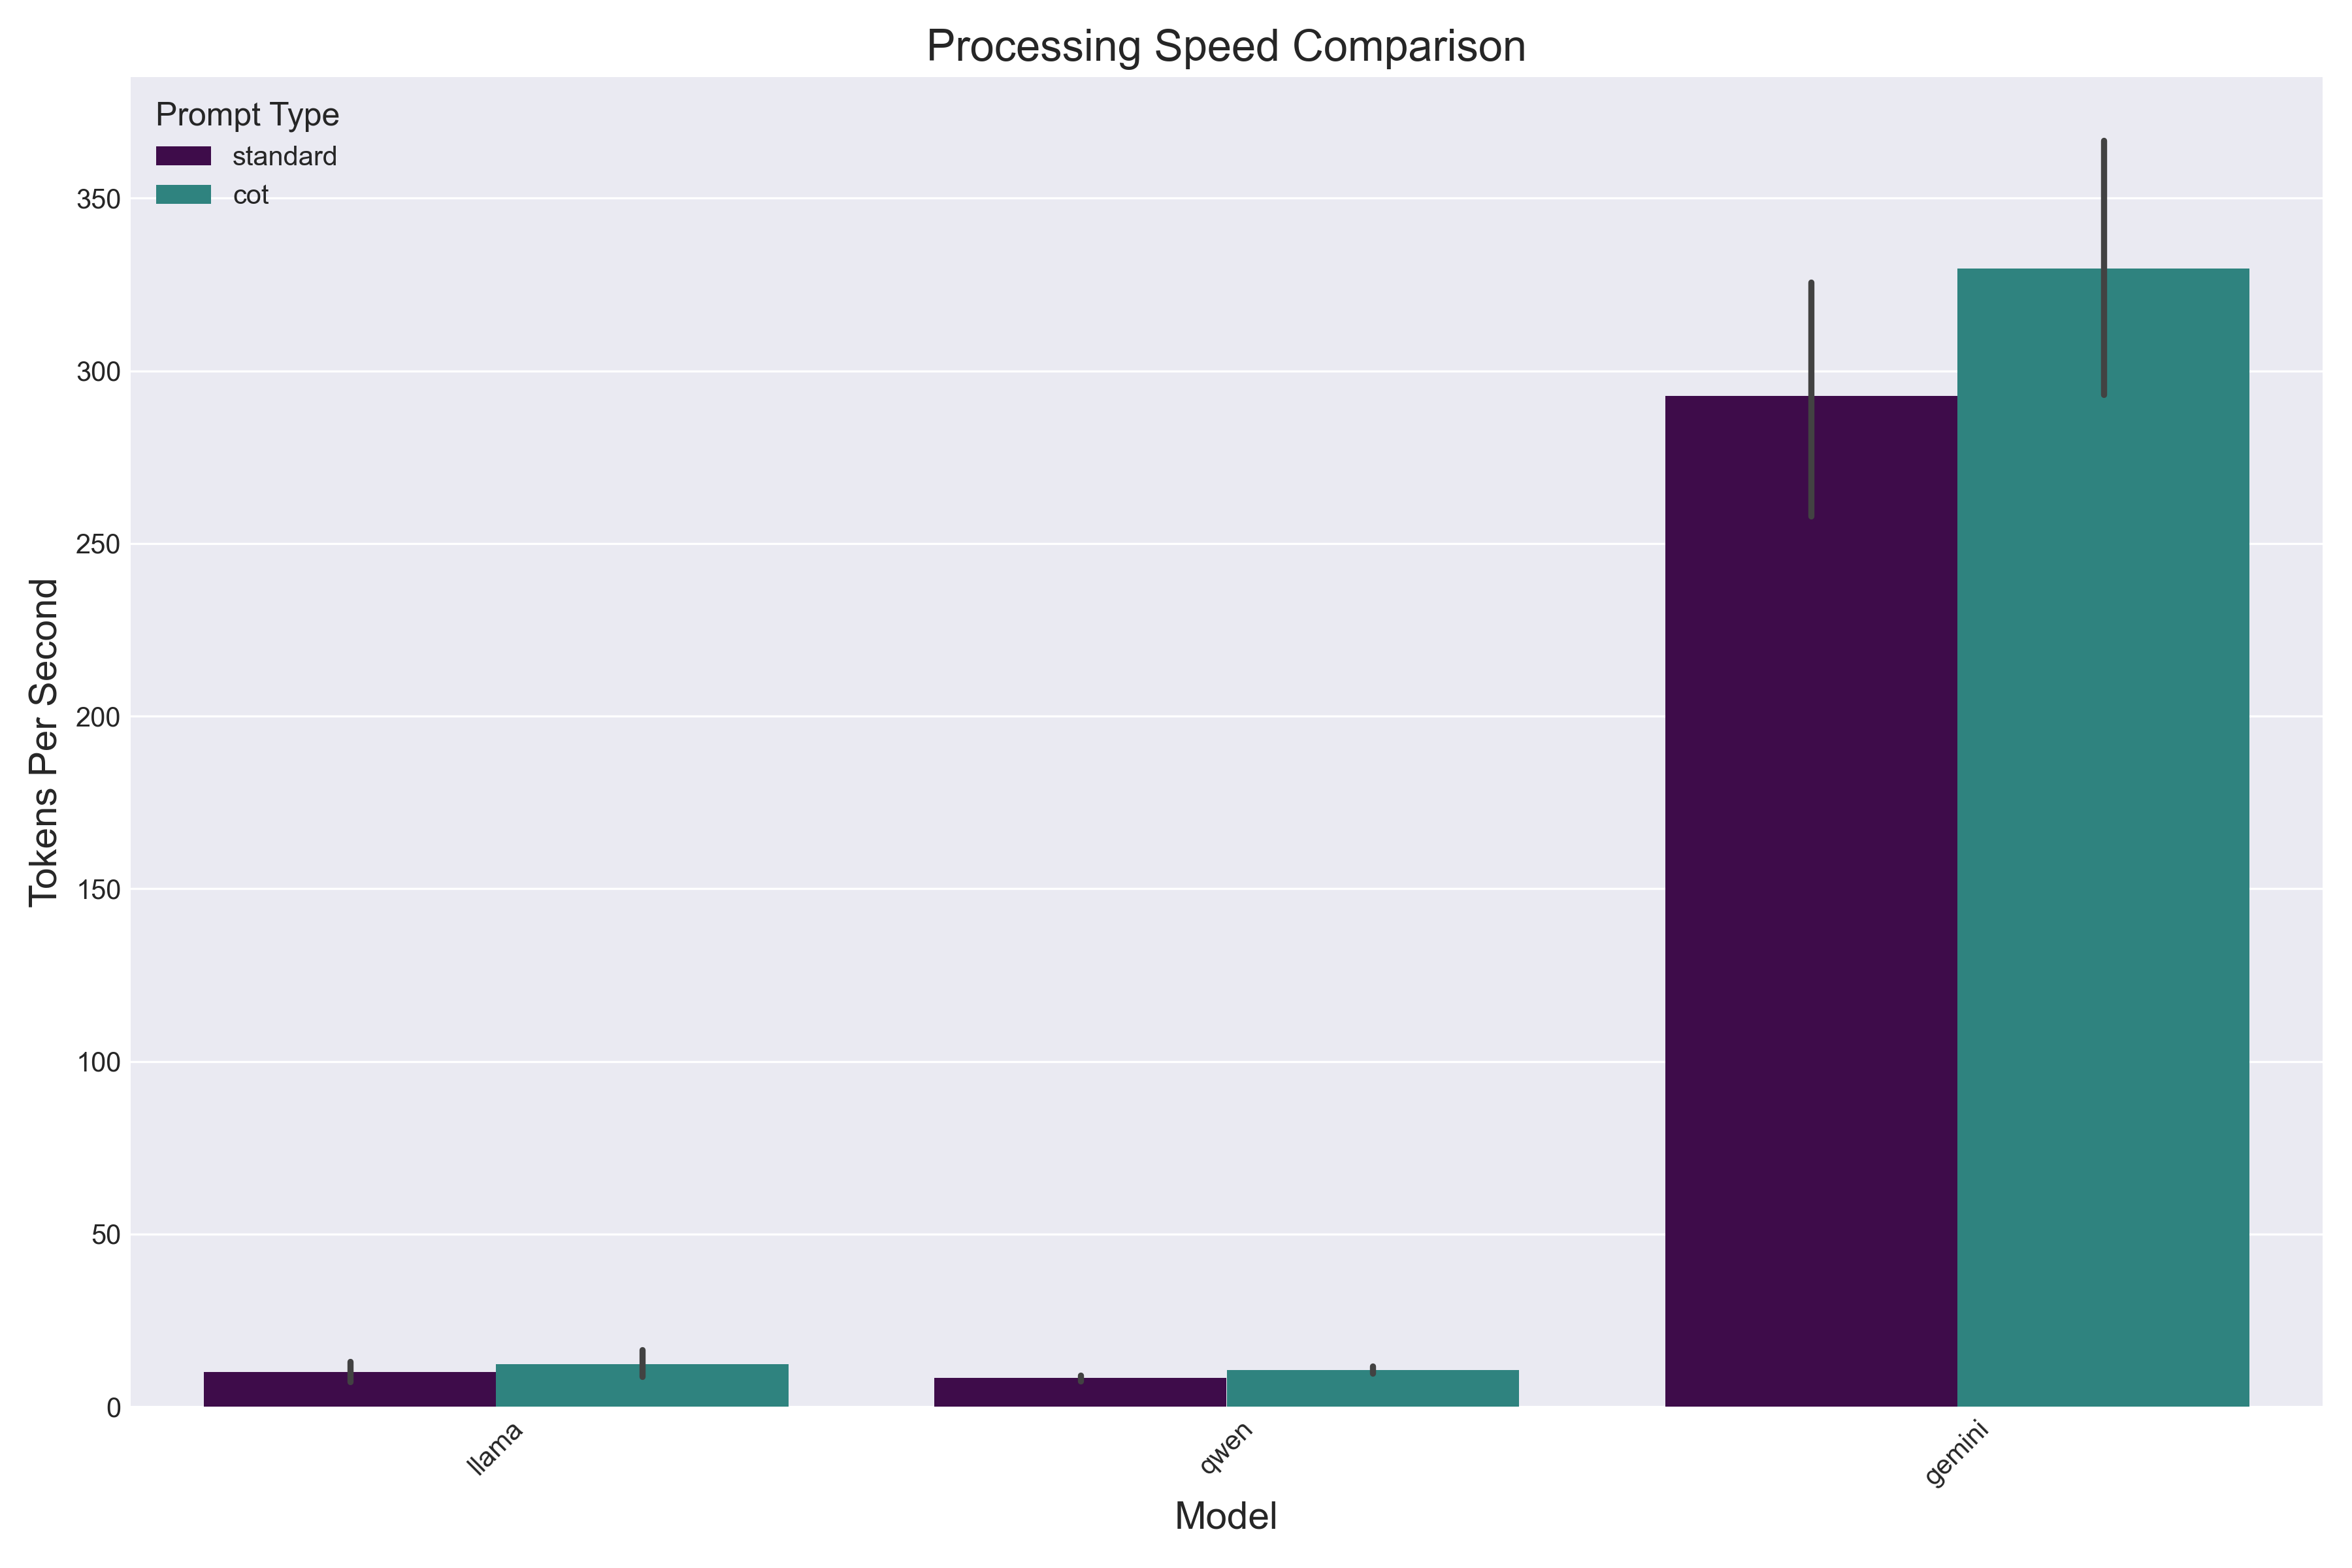 Processing Speed Comparison
Prompt Type
standard
cot
Tokens Per Second
350
300
250
200
150
100
50
0
llama
qwen
gemini
Model